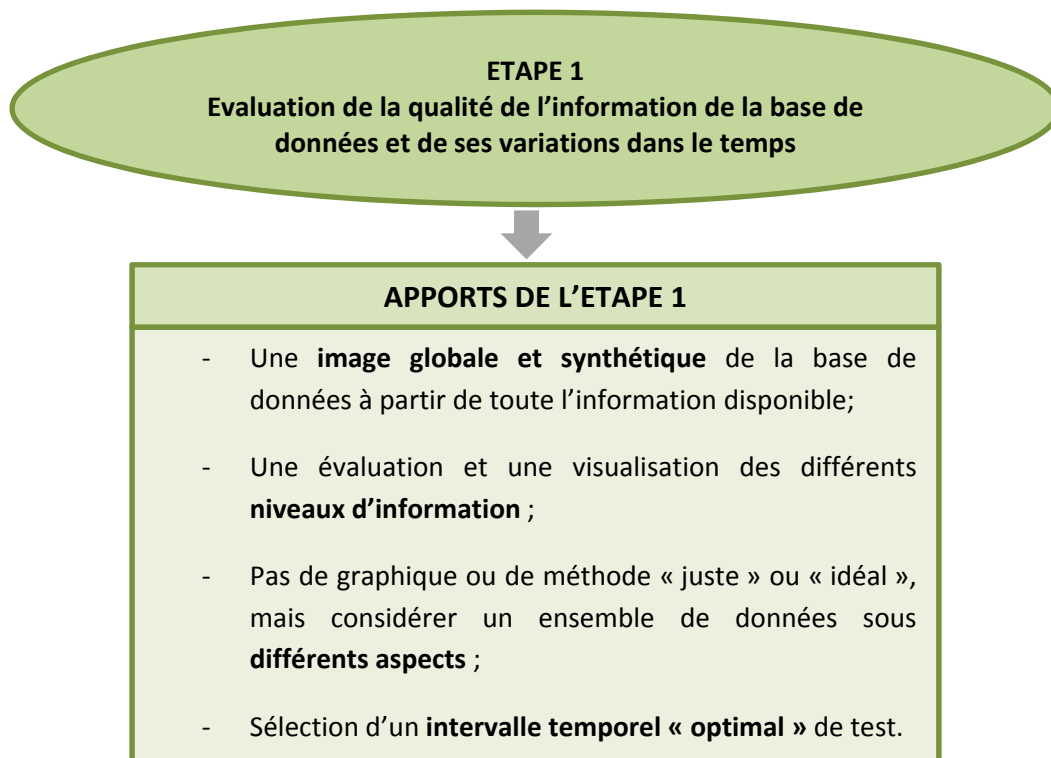 ETAPE 1
Evaluation de la qualité de l’information de la base de
données et de ses variations dans le temps
APPORTS DE L’ETAPE 1
- Une image globale et synthétique de la base de
données à partir de toute l’information disponible;
- Une évaluation et une visualisation des différents
niveaux d’information ;
- Pas de graphique ou de méthode « juste » ou « idéal »,
mais considérer un ensemble de données sous
différents aspects ;
- Sélection d’un intervalle temporel « optimal » de test.